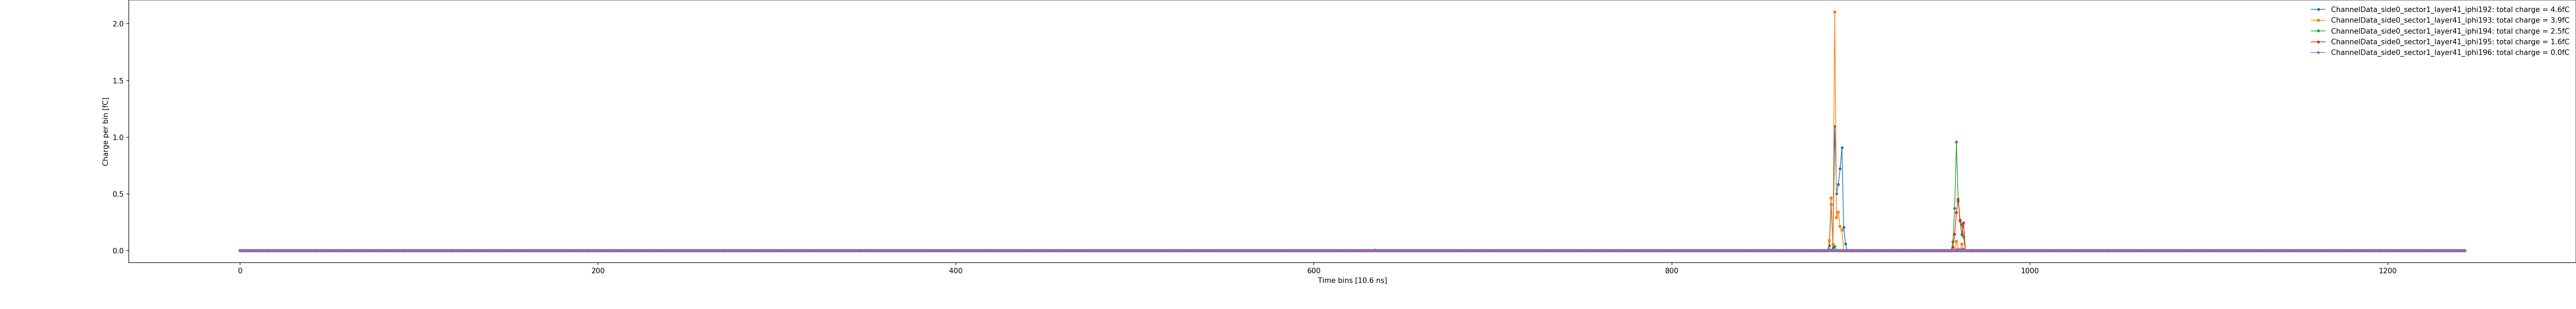 ChannelData_side0_sector1_layer41_iphi192: total charge = 4.6fC
ChannelData_side0_sector1_layer41_iphi193: total charge = 3.9fC
ChannelData_side0_sector1_layer41_iphi194: total charge = 2.5fC
ChannelData_side0_sector1_layer41_iphi195: total charge = 1.6fC
ChannelData_side0_sector1_layer41_iphi196: total charge = 0.0fC
2.0
1.5
1.0
0.5
0.0
Charge per bin [fC]
0 200 400 600 800 1000 1200
Time bins [10.6 ns]